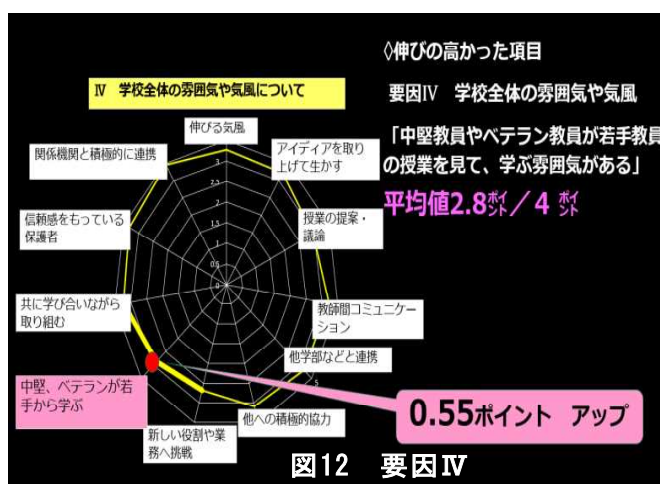 ◇伸びの高かった項目
要因Ⅳ 学校全体の雰囲気や気風
「中堅教員やベテラン教員が若手教員
の授業を見て、学ぶ雰囲気がある」
平均値2.8ポイント/4 ポイント
Ⅳ 学校全体の雰囲気や気風について
伸びる気風
アイディアを取り
上げて生かす
授業の提案・
議論
教師間コミュニケー
ション
他学部などと連携
他への積極的協力
新しい役割や業
務へ挑戦
中堅、ベテランが若
手から学ぶ
共に学び合いながら
取り組む
信頼感をもっている
保護者
関係機関と積極的に連携
3
2.5
2
1.5
1
0.5
0
0.55ポイント アップ
図12 要因Ⅳ